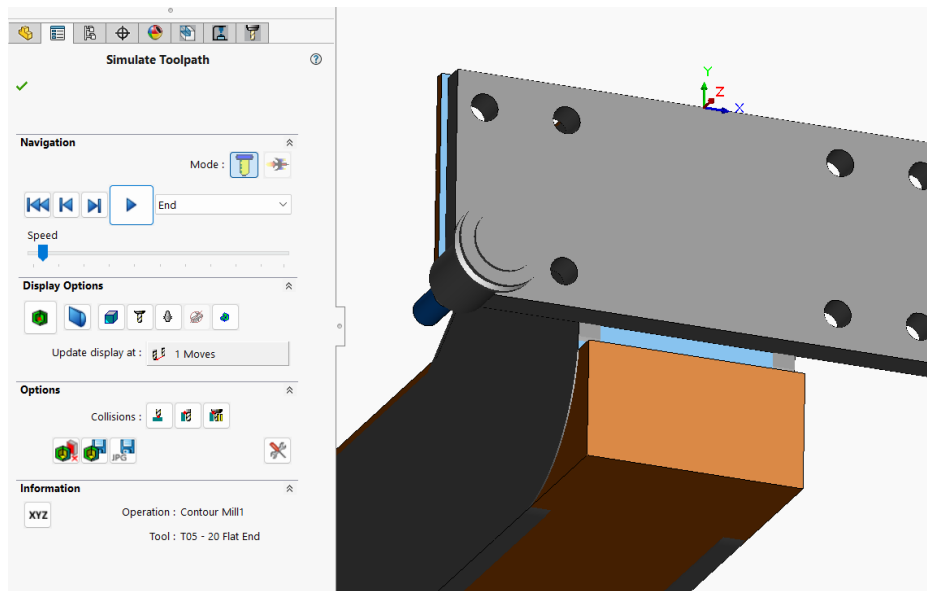 Simulate Toolpath
Navigation
Mode :
End
Speed
Display Options
Update display at : 1 Moves
Options
Collisions :
JPG
Information
XYZ
Operation : Contour Mill1
Tool : T05 - 20 Flat End
Y
Z
X